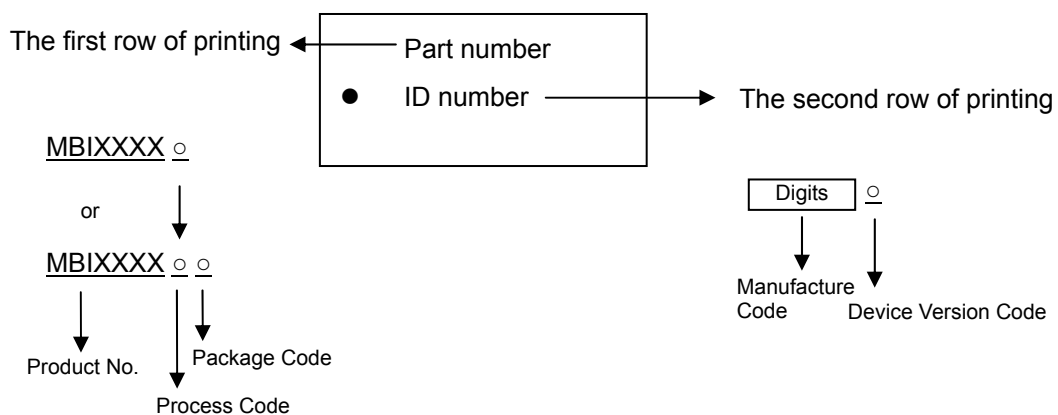 The first row of printing
Part number
● ID number
The second row of printing
MBIXXXX ○
or
MBIXXXX ○ ○
Product No.
Package Code
Process Code
Digits ○
Manufacture
Code
Device Version Code